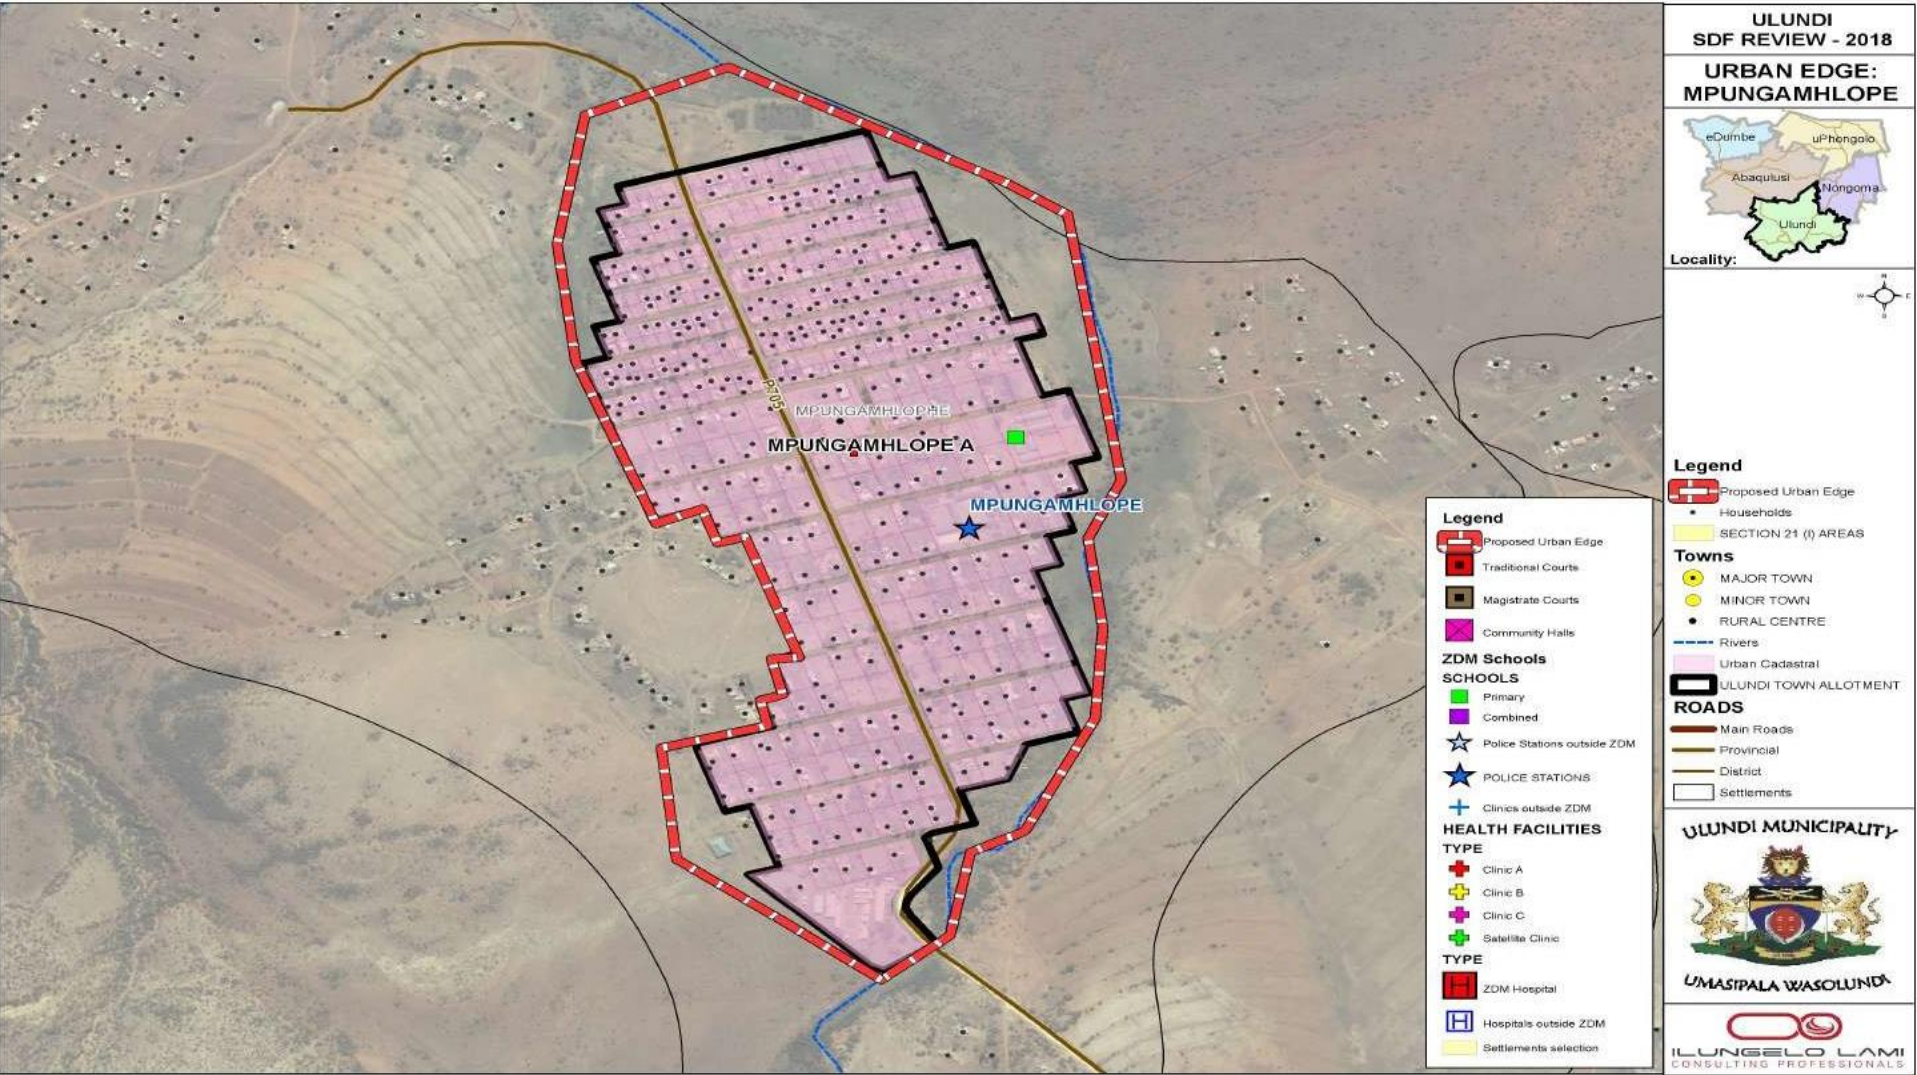 ULUNDI
SDF REVIEW - 2018
URBAN EDGE:
MPUNGAMHLOPE
eDumbe
uPhongolo
Abaqulusi
Nongoma
Ulundi
Locality:
N
W
E
S
P705
MPUNGAMHLOPHE
MPUNGAMHLOPE A
MPUNGAMHLOPE
Legend
Proposed Urban Edge
Traditional Courts
Magistrate Courts
Community Halls
ZDM Schools
SCHOOLS
Primary
Combined
Police Stations outside ZDM
POLICE STATIONS
Clinics outside ZDM
HEALTH FACILITIES
TYPE
Clinic A
Clinic B
Clinic C
Satellite Clinic
TYPE
H ZDM Hospital
H Hospitals outside ZDM
Settlements selection
Legend
Proposed Urban Edge
Households
SECTION 21 (I) AREAS
Towns
MAJOR TOWN
MINOR TOWN
RURAL CENTRE
Rivers
Urban Cadastral
ULUNDI TOWN ALLOTMENT
ROADS
Main Roads
Provincial
District
Settlements
ULUNDI MUNICIPALITY
UMASIPALA WASOLUNDI
ILUNGELO LAMI
CONSULTING PROFESSIONALS